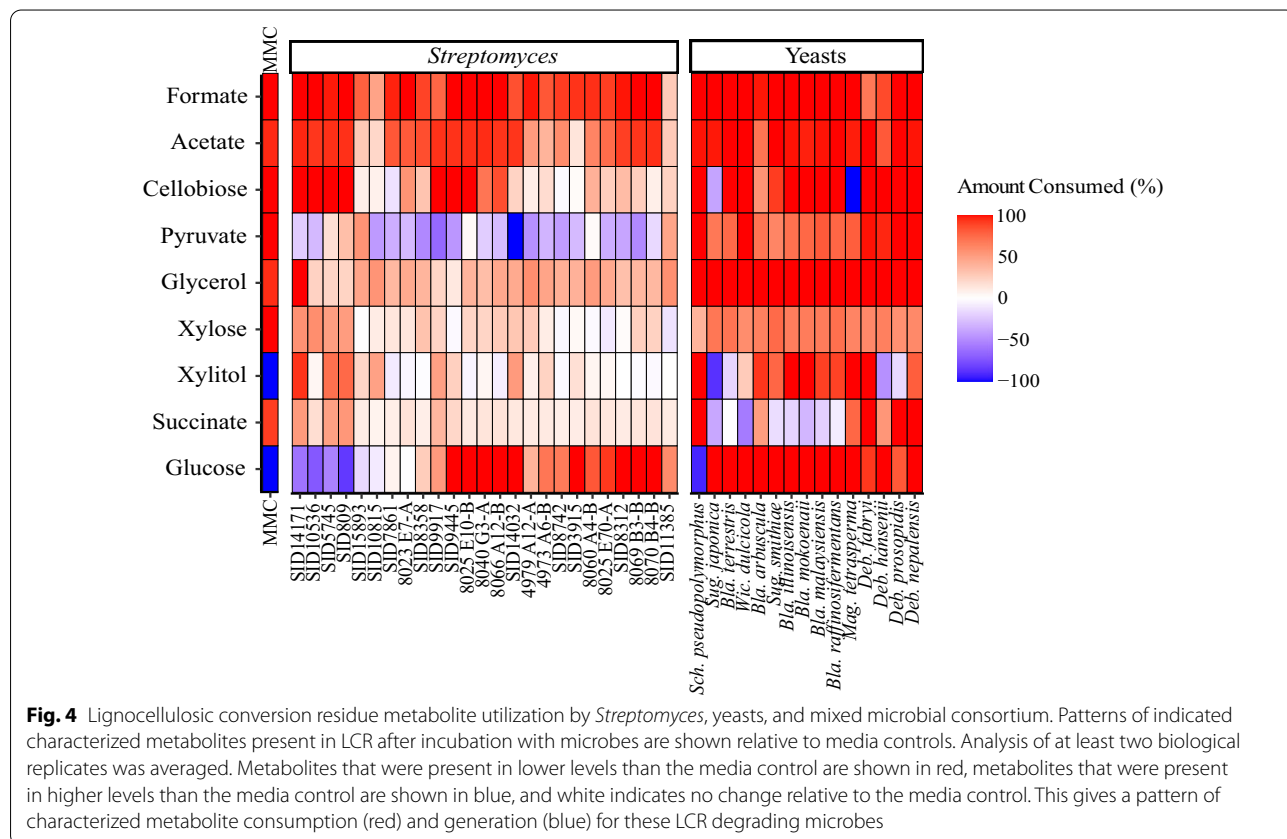 MMC
Streptomyces
Yeasts
Formate
Acetate
Cellobiose
Pyruvate
Glycerol
Xylose
Xylitol
Succinate
Glucose
Amount Consumed (%)
100
50
0
−50
−100
MMC
SID14171
SID10536
SID5745
SID809
SID15893
SID10815
SID7861
8023 E7-A
SID8358
SID9917
SID9445
8025 E10-B
8040 G3-A
8066 A12-B
SID14032
4979 A12-A
4973 A6-B
SID8742
SID3915
8060 A4-B
8025 E70-A
SID8312
8069 B3-B
8070 B4-B
SID11385
Sch. pseudopolymorphus
Sug. japonica
Bla. terrestris
Wic. dulcicola
Bla. arbuscula
Sug. smithiae
Bla. illinoisensis
Bla. mokoenaii
Bla. malaysiensis
Bla. raffinosifermentans
Mag. tetrasperma
Deb. fabryi
Deb. hansenii
Deb. prosopidis
Deb. nepalensis
Fig. 4 Lignocellulosic conversion residue metabolite utilization by Streptomyces, yeasts, and mixed microbial consortium. Patterns of indicated
characterized metabolites present in LCR after incubation with microbes are shown relative to media controls. Analysis of at least two biological
replicates was averaged. Metabolites that were present in lower levels than the media control are shown in red, metabolites that were present
in higher levels than the media control are shown in blue, and white indicates no change relative to the media control. This gives a pattern of
characterized metabolite consumption (red) and generation (blue) for these LCR degrading microbes